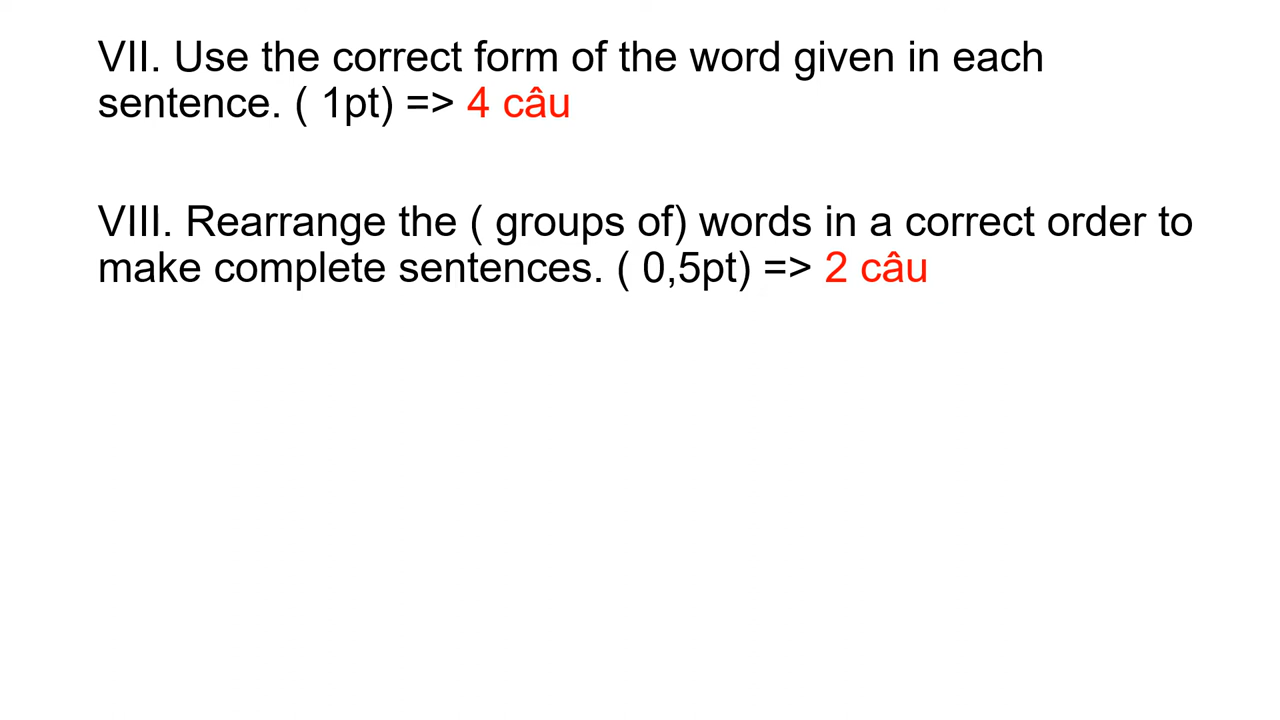 VII. Use the correct form of the word given in each
sentence. ( 1pt) => 4 câu
VIII. Rearrange the ( groups of) words in a correct order to
make complete sentences. ( 0,5pt) => 2 câu